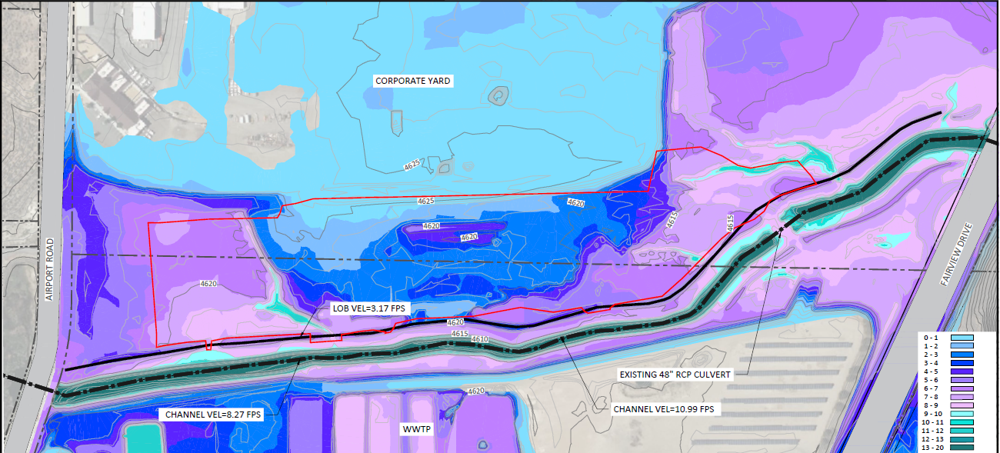 CORPORATE YARD
4625
4625
4620
4620
4620
4615
4615
AIRPORT ROAD
FAIRVIEW DRIVE
4620
LOB VEL=3.17 FPS
4620
4615
4610
EXISTING 48" RCP CULVERT
4620
CHANNEL VEL=8.27 FPS
CHANNEL VEL=10.99 FPS
WWTP
0 - 1
1 - 2
2 - 3
3 - 4
4 - 5
5 - 6
6 - 7
7 - 8
8 - 9
9 - 10
10 - 11
11 - 12
12 - 13
13 - 20